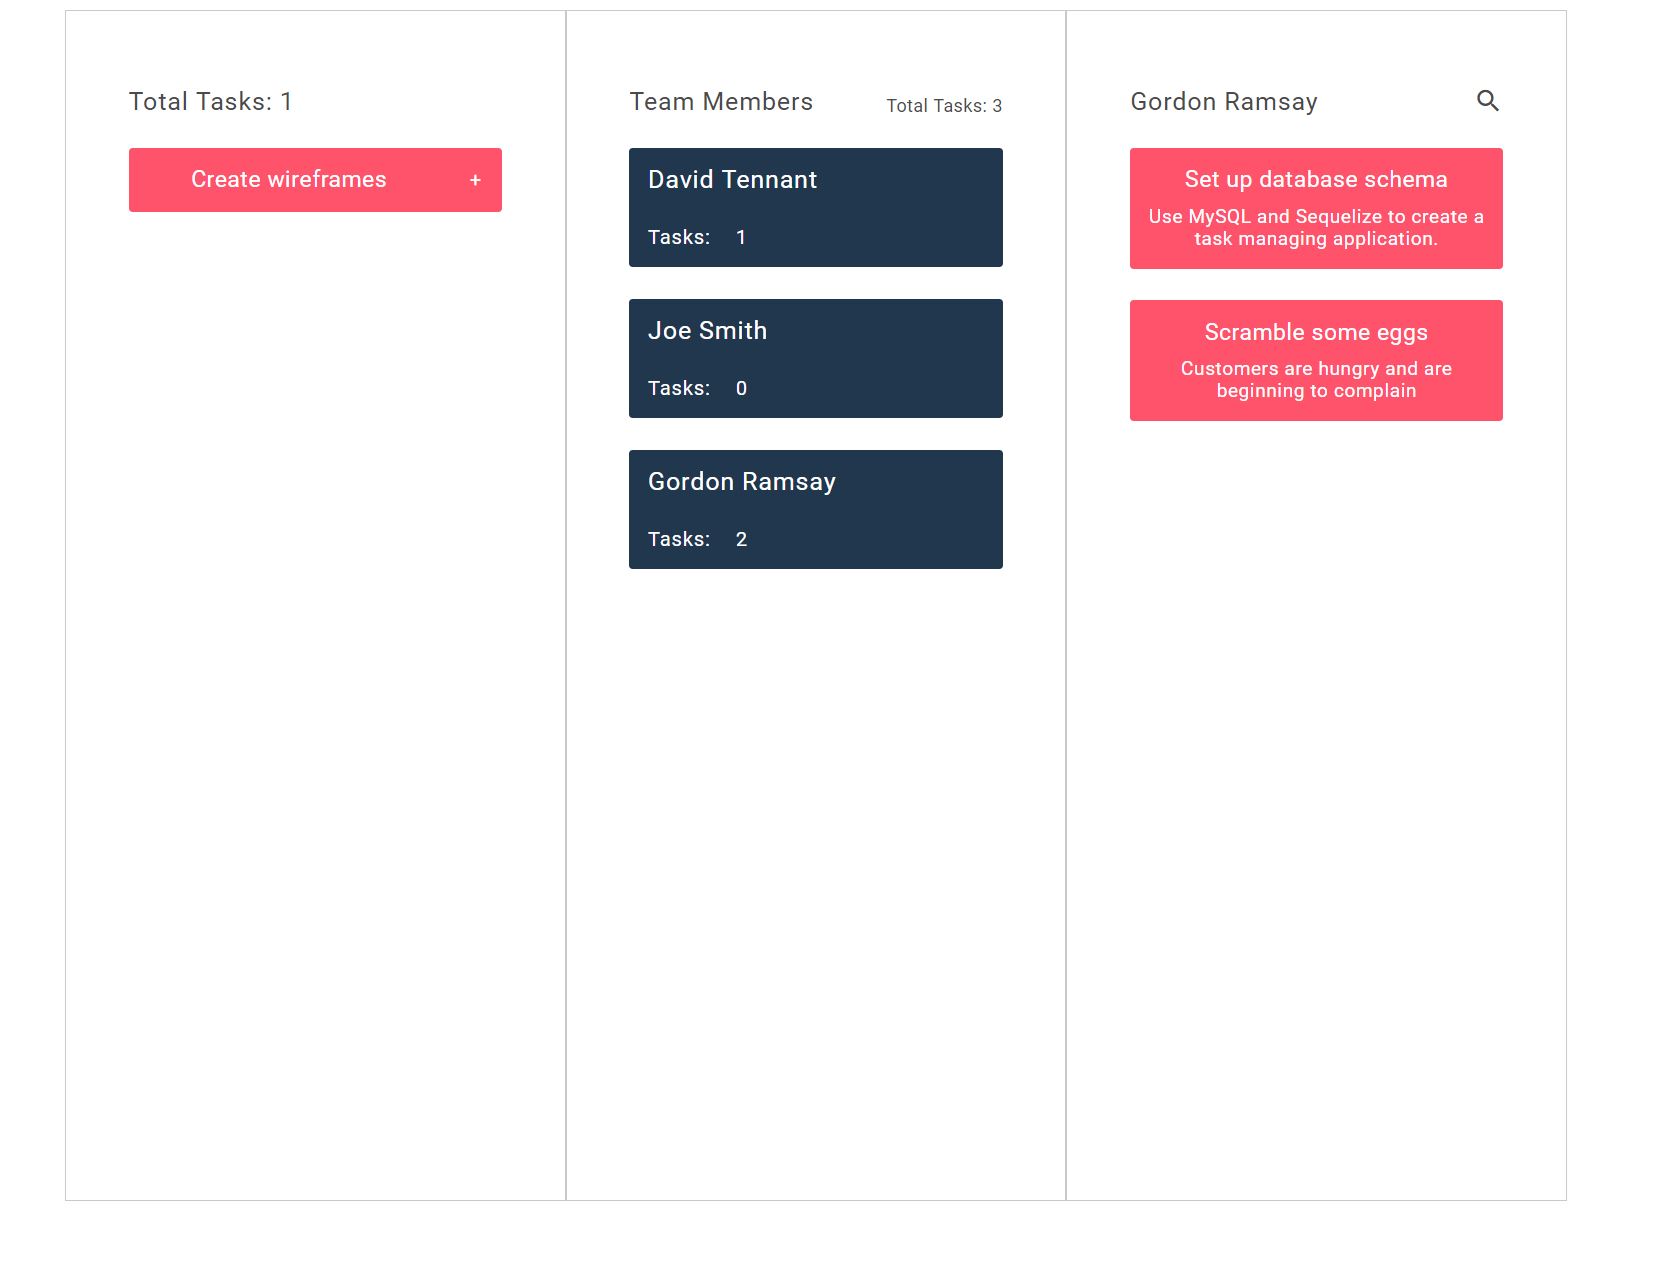 Total Tasks: 1
Create wireframes +
Team Members Total Tasks: 3
David Tennant
Tasks: 1
Joe Smith
Tasks: 0
Gordon Ramsay
Tasks: 2
Gordon Ramsay
Set up database schema
Use MySQL and Sequelize to create a
task managing application.
Scramble some eggs
Customers are hungry and are
beginning to complain